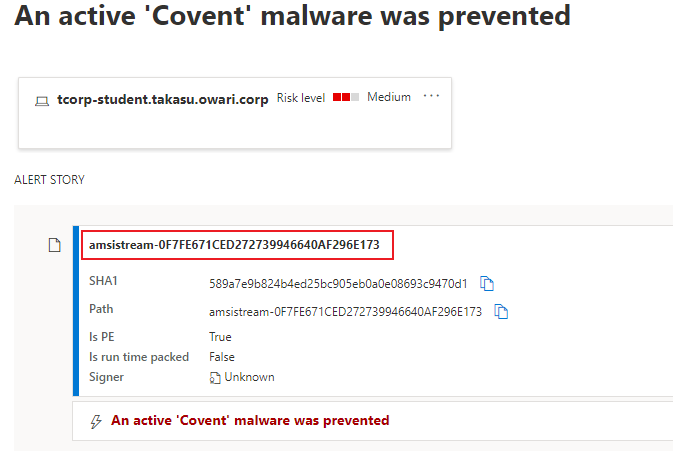 An active 'Covent' malware was prevented
tcorp-student.takasu.owari.corp Risk level Medium ...
ALERT STORY
amsistream-0F7FE671CED272739946640AF296E173
SHA1 589a7e9b824b4ed25bc905eb0a0e08693c9470d1
Path amsistream-0F7FE671CED272739946640AF296E173
Is PE True
Is run time packed False
Signer Unknown
An active 'Covent' malware was prevented